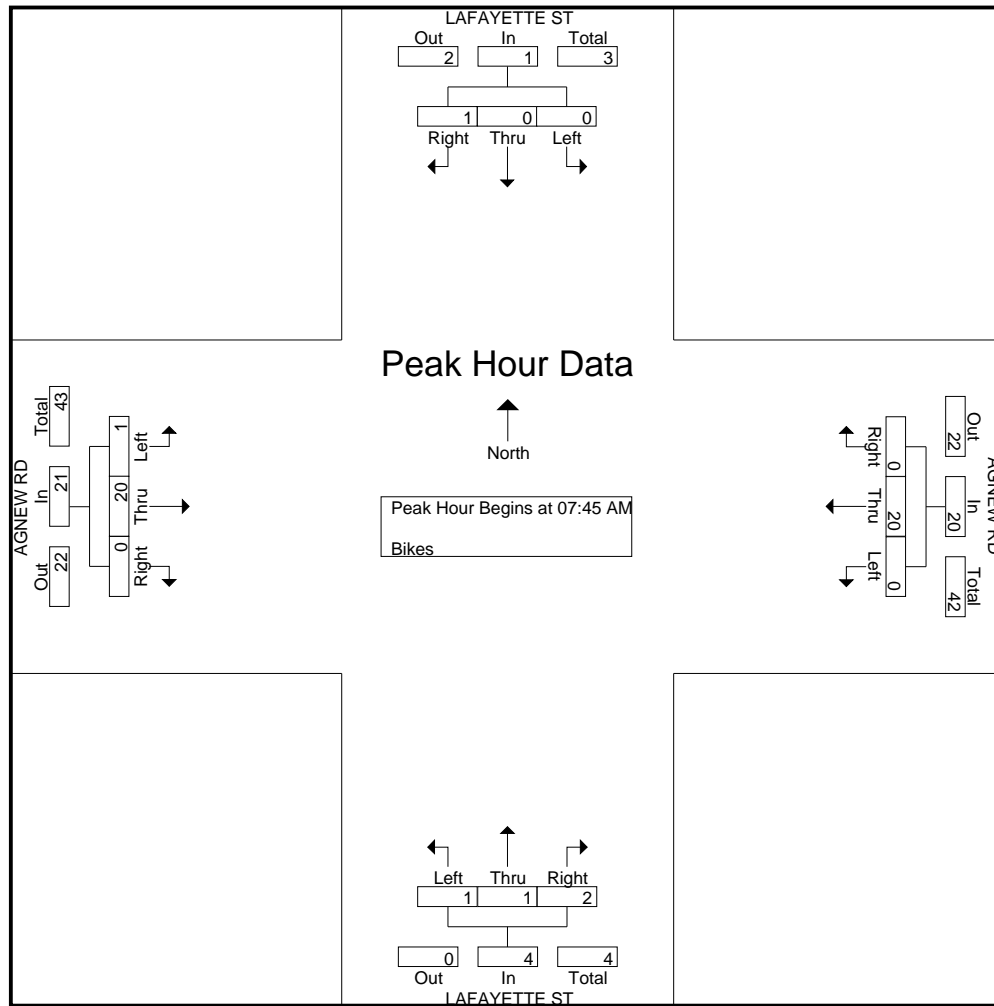 LAFAYETTE ST
Out In Total
2 1 3
1 0 0
Right Thru Left
Peak Hour Data
North
Peak Hour Begins at 07:45 AM
Bikes
AGNEW RD
Out In Total
22 21 43
Right Thru Left
0 20 1
AGNEW RD
Out In Total
22 20 42
Right Thru Left
0 20 0
Left Thru Right
1 1 2
0 4 4
Out In Total
LAFAYETTE ST